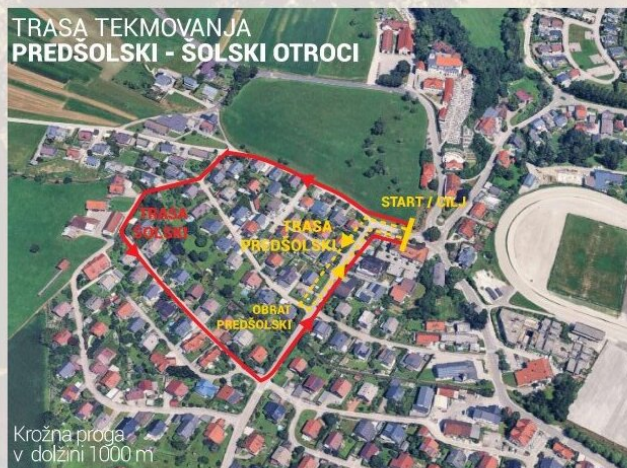 TRASA TEKMOVANJA
PREDŠOLSKI - ŠOLSKI OTROCI
START / CILJ
TRASA
ŠOLSKI
TRASA
PREDŠOLSKI
OBRAT
PREDŠOLSKI
Krožna proga
v dolžini 1000 m